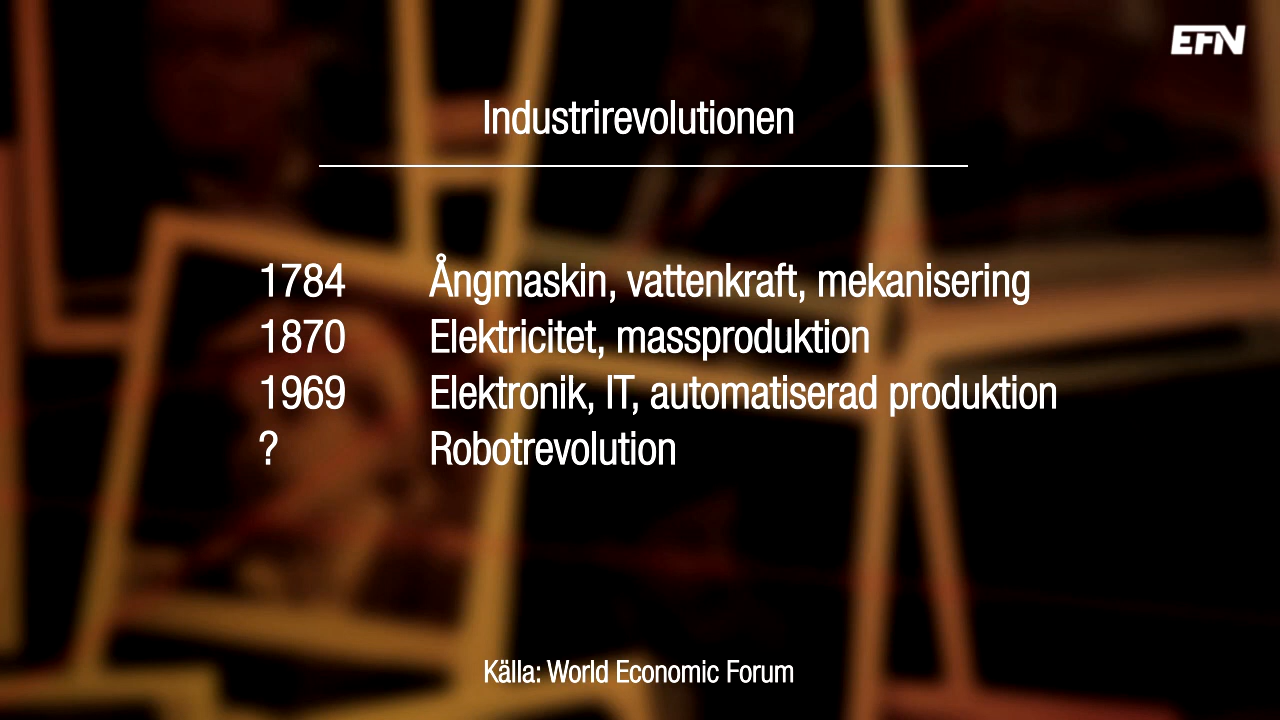 EFN
Industrirevolutionen
1784 Ångmaskin, vattenkraft, mekanisering
1870 Elektricitet, massproduktion
1969 Elektronik, IT, automatiserad produktion
? Robotrevolution
Källa: World Economic Forum